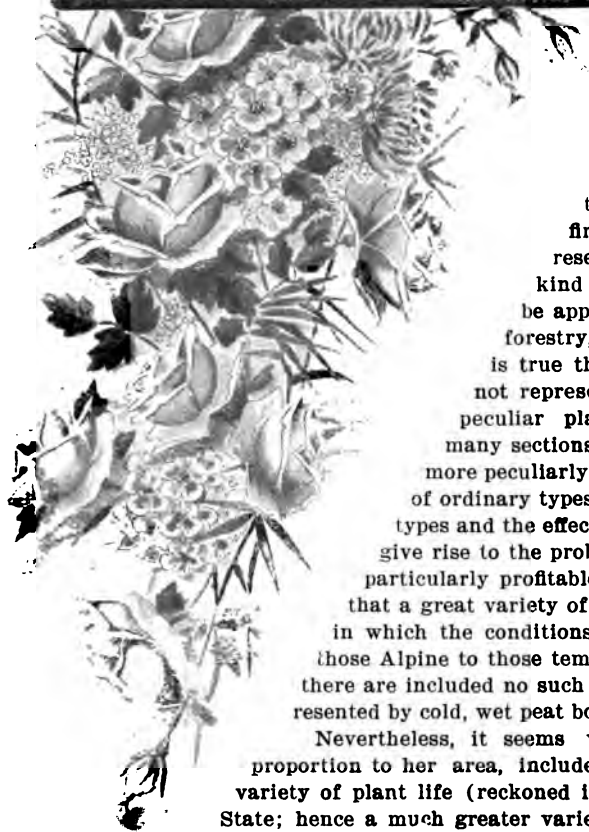 t
fir
rese
kind
be app
forestry,
is true th
not represe
peculiar pla
many sections
more peculiarly
of ordinary types
types and the effec
give rise to the prob
particularly profitable
that a great variety of
in which the conditions
those Alpine to those tem
there are included no such
resented by cold, wet peat bo
Nevertheless, it seems
proportion to her area, include
variety of plant life (reckoned i
State; hence a much greater varie